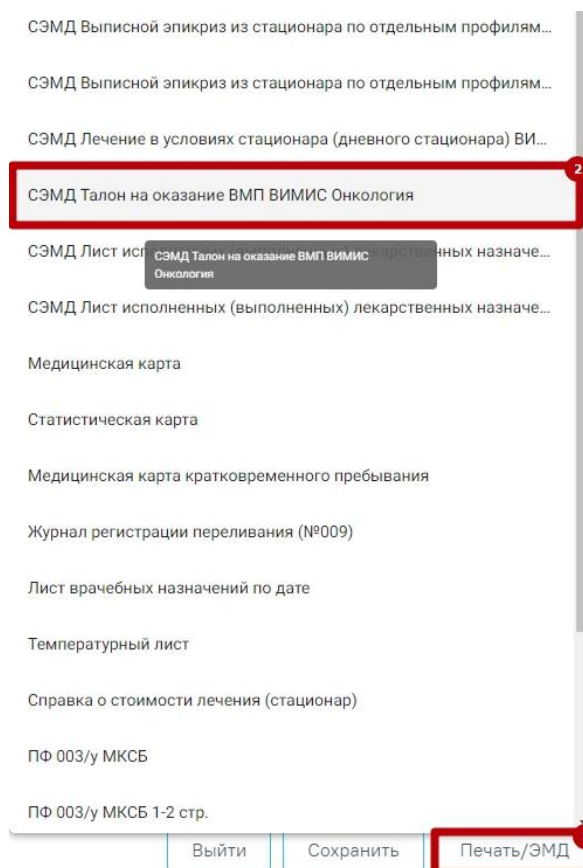 СЭМД Выписной эпикриз из стационара по отдельным профилям...
СЭМД Выписной эпикриз из стационара по отдельным профилям...
СЭМД Лечение в условиях стационара (дневного стационара) ВИ...
2
СЭМД Талон на оказание ВМП ВИМИС Онкология
СЭМД Лист исп енных назначе...
СЭМД Талон на оказание ВМП ВИМИС
Онкология
СЭМД Лист исполненных (выполненных) лекарственных назначе...
Медицинская карта
Статистическая карта
Медицинская карта кратковременного пребывания
Журнал регистрации переливания (№009)
Лист врачебных назначений по дате
Температурный лист
Справка о стоимости лечения (стационар)
ПФ 003/у МКСБ
ПФ 003/у МКСБ 1-2 стр.
Выйти Сохранить Печать/ЭМД